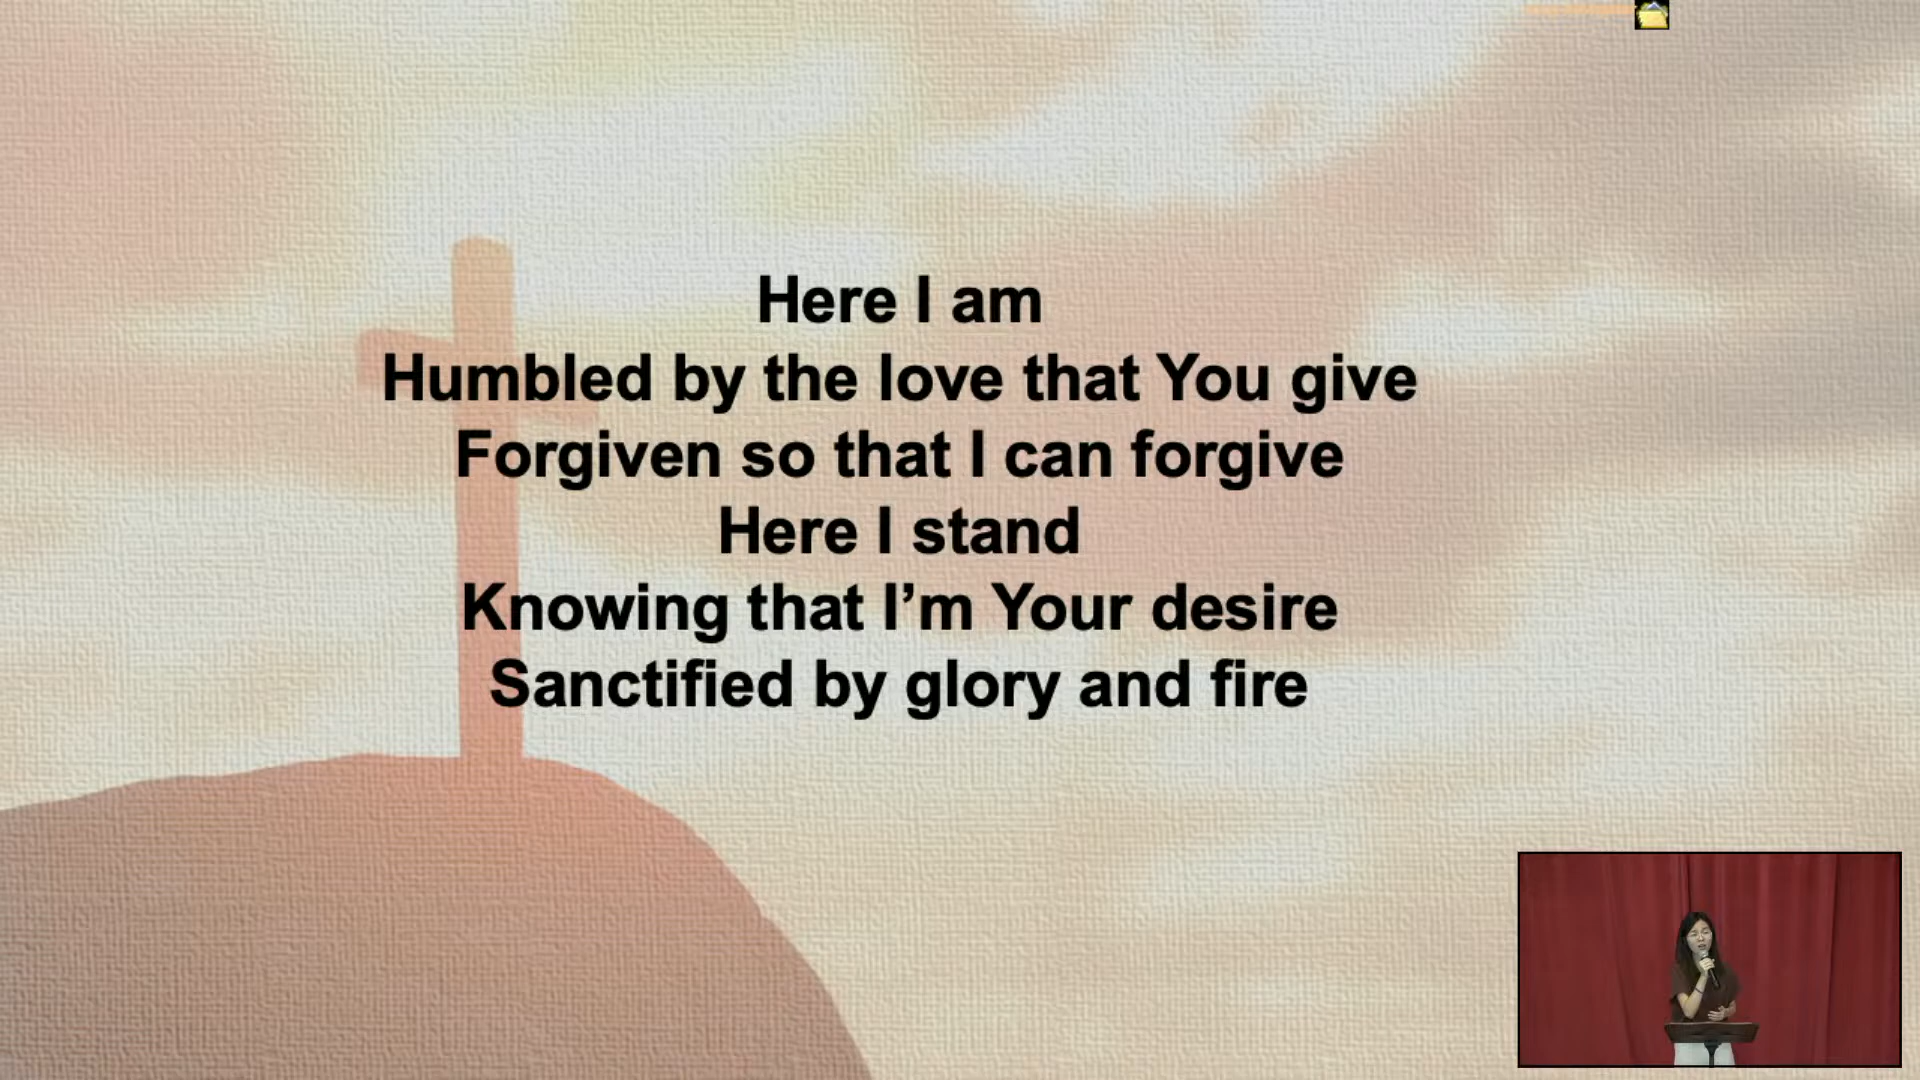 Here I am
Humbled by the love that You give
Forgiven so that I can forgive
Here I stand
Knowing that I’m Your desire
Sanctified by glory and fire